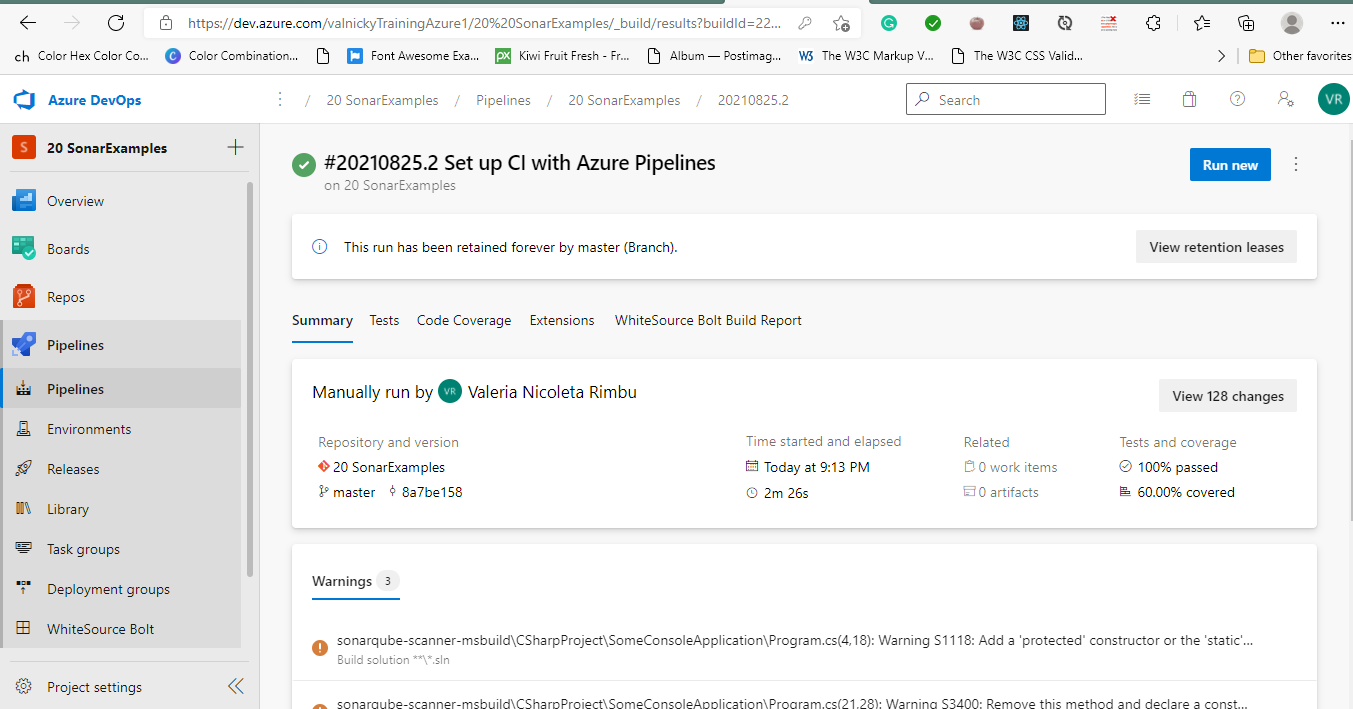 https://dev.azure.com/valnickyTrainingAzure1/20%20SonarExamples/_build/results?buildId=22...
ch Color Hex Color Co... C Color Combination... Font Awesome Exa... px Kiwi Fruit Fresh - Fr... Album — Postimag... W3 The W3C Markup V... The W3C CSS Valid... Other favorites
Azure DevOps / 20 SonarExamples / Pipelines / 20 SonarExamples / 20210825.2 Search VR
S 20 SonarExamples
Overview
Boards
Repos
Pipelines
Pipelines
Environments
Releases
Library
Task groups
Deployment groups
WhiteSource Bolt
Project settings
#20210825.2 Set up CI with Azure Pipelines
on 20 SonarExamples
Run new
This run has been retained forever by master (Branch).
View retention leases
Summary Tests Code Coverage Extensions WhiteSource Bolt Build Report
Manually run by VR Valeria Nicoleta Rimbu
View 128 changes
Repository and version
20 SonarExamples
master 8a7be158
Time started and elapsed
Today at 9:13 PM
2m 26s
Related
0 work items
0 artifacts
Tests and coverage
100% passed
60.00% covered
Warnings 3
sonarqube-scanner-msbuild\CSharpProject\SomeConsoleApplication\Program.cs(4,18): Warning S1118: Add a 'protected' constructor or the 'static'...
Build solution **\*.sln
sonarqube-scanner-msbuild\CSharpProject\SomeConsoleApplication\Program.cs(21,28): Warning S3400: Remove this method and declare a const...